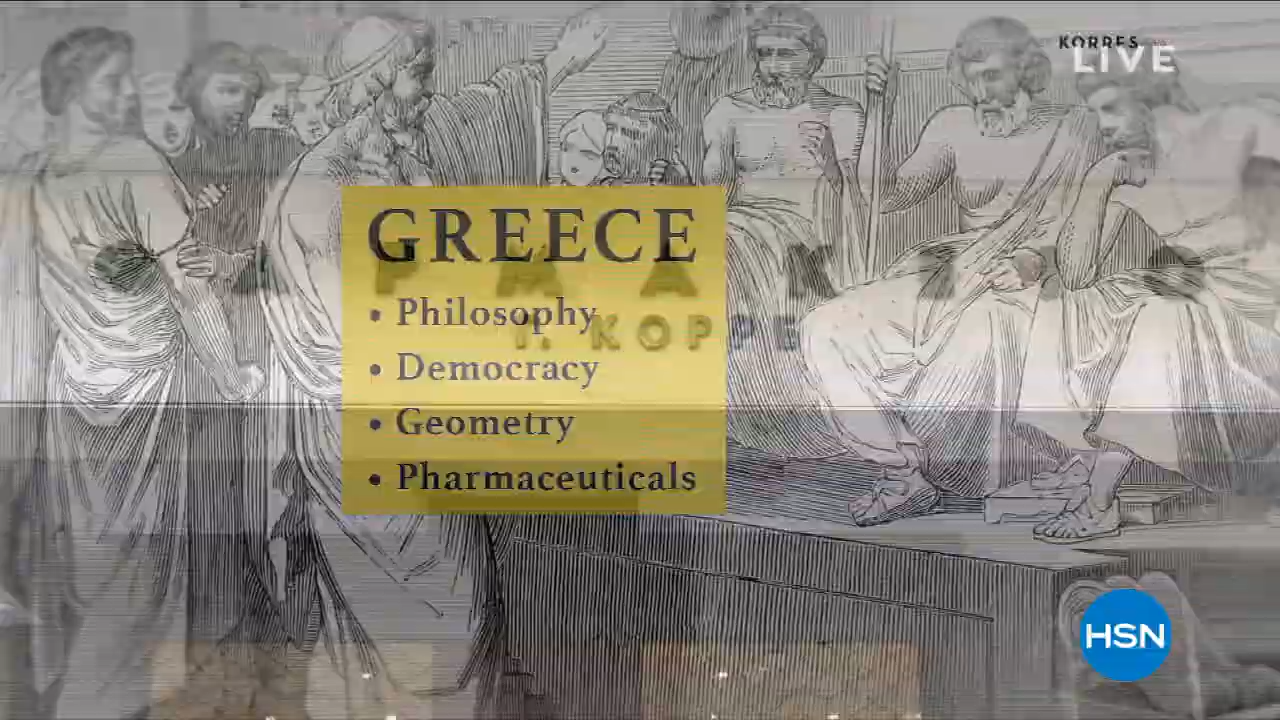 KORRES
LIVE
GREECE
• Philosophy
• Democracy
• Geometry
• Pharmaceuticals
HSN